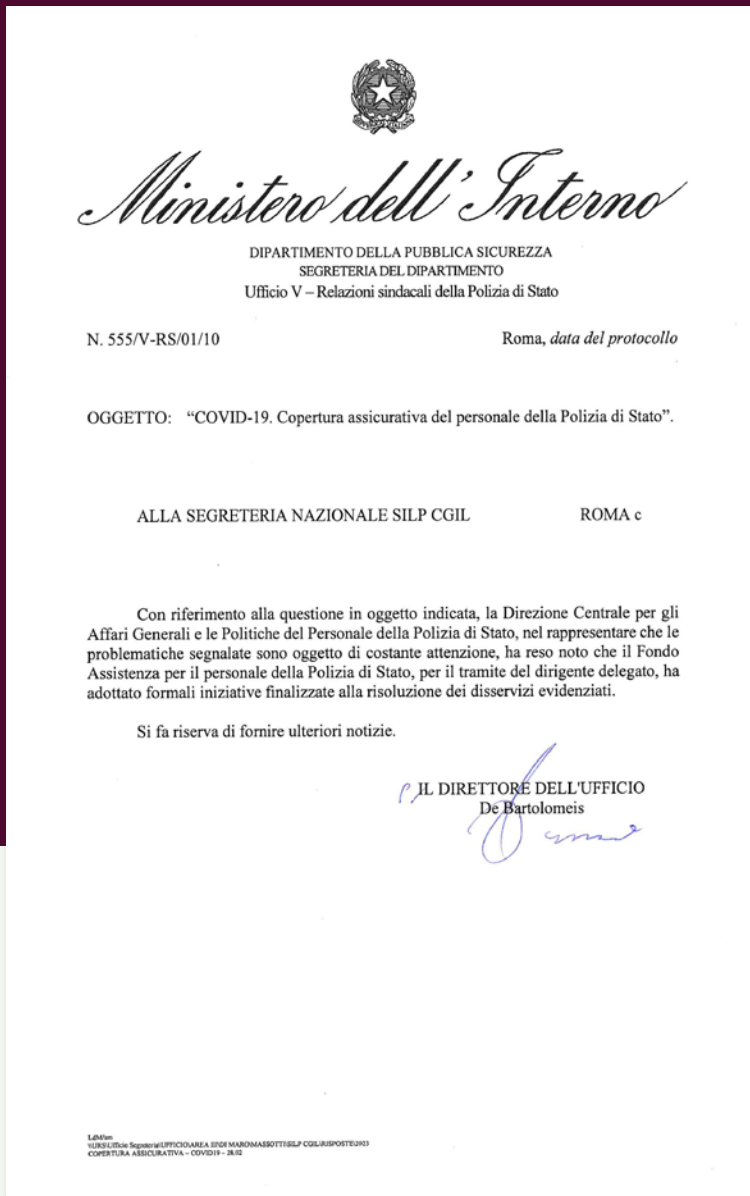 Ministero dell'Interno
DIPARTIMENTO DELLA PUBBLICA SICUREZZA
SEGRETERIA DEL DIPARTIMENTO
Ufficio V – Relazioni sindacali della Polizia di Stato
N. 555/V-RS/01/10 Roma, data del protocollo
OGGETTO: “COVID-19. Copertura assicurativa del personale della Polizia di Stato”.
ALLA SEGRETERIA NAZIONALE SILP CGIL ROMA c
Con riferimento alla questione in oggetto indicata, la Direzione Centrale per gli
Affari Generali e le Politiche del Personale della Polizia di Stato, nel rappresentare che le
problematiche segnalate sono oggetto di costante attenzione, ha reso noto che il Fondo
Assistenza per il personale della Polizia di Stato, per il tramite del dirigente delegato, ha
adottato formali iniziative finalizzate alla risoluzione dei disservizi evidenziati.
Si fa riserva di fornire ulteriori notizie.
IL DIRETTORE DELL'UFFICIO
De Bartolomeis
COPERTURA ASSICURATIVA – COVID19 – 28.02